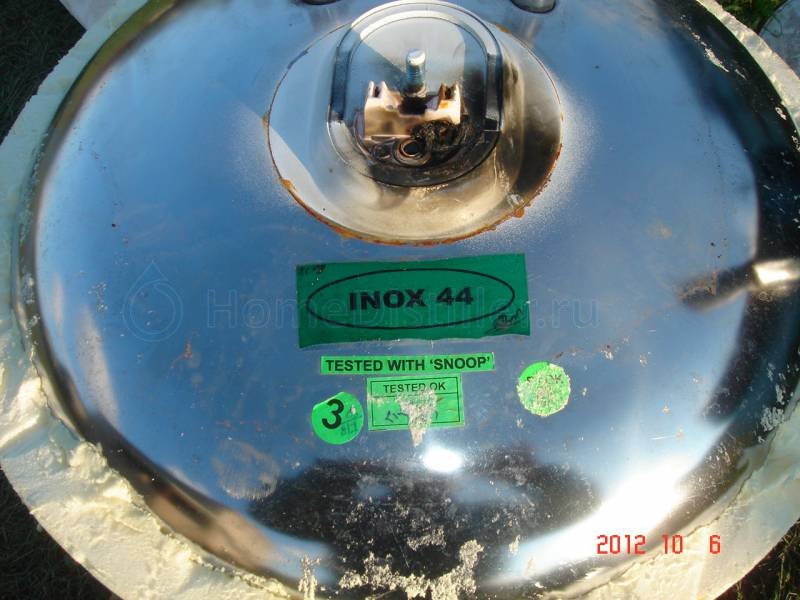 INOX 44
HomeDistiller.ru
TESTED WITH 'SNOOP'
TESTED OK
3
2012 10 6